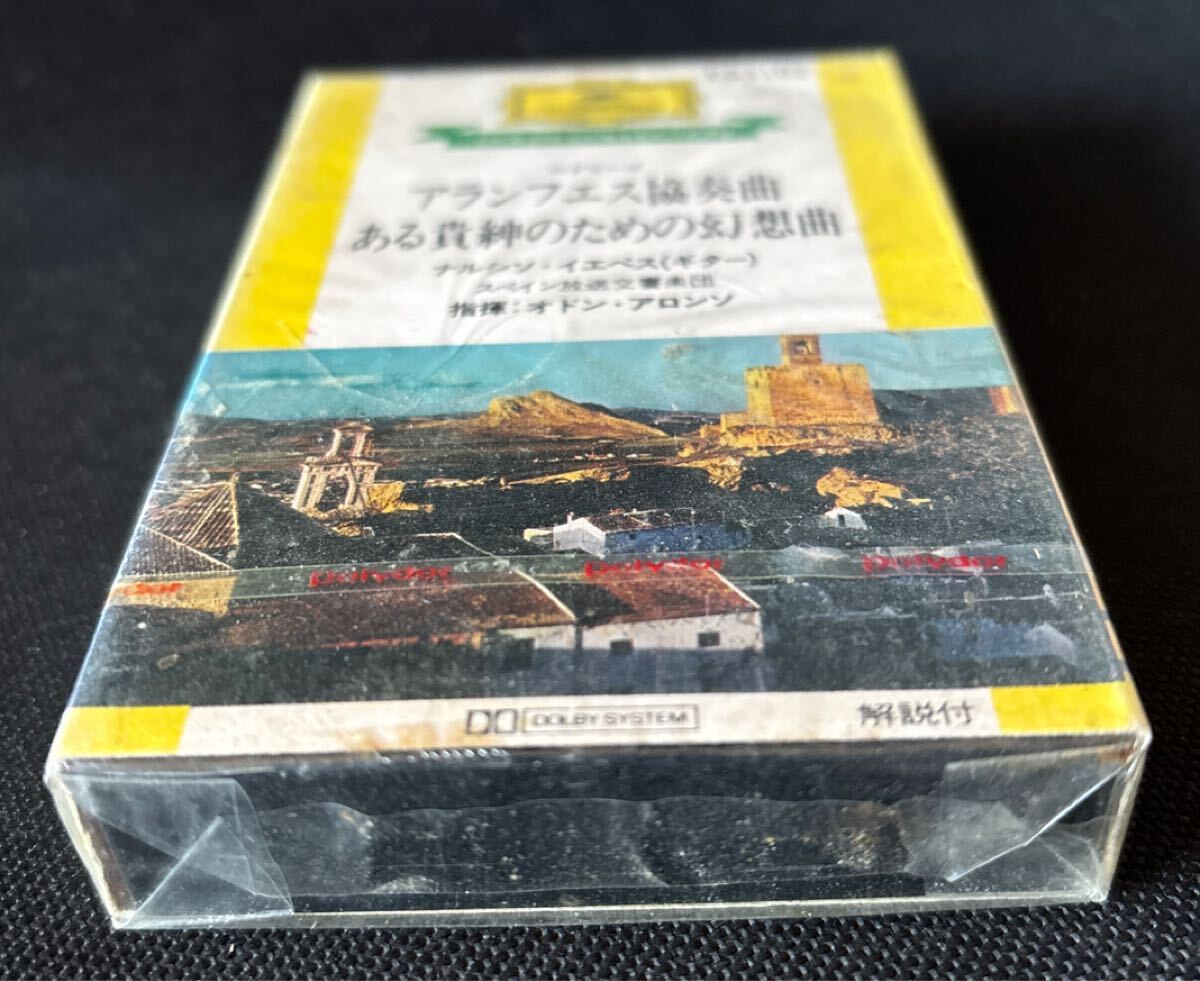 アランフエス協奏曲
ある貴紳のための幻想曲
ナルシソ・イエペス(ギター)
スペイン放送交響楽団
指揮:オドン・アロンソ
polydor polydor polydor
DOLBY SYSTEM 解説付